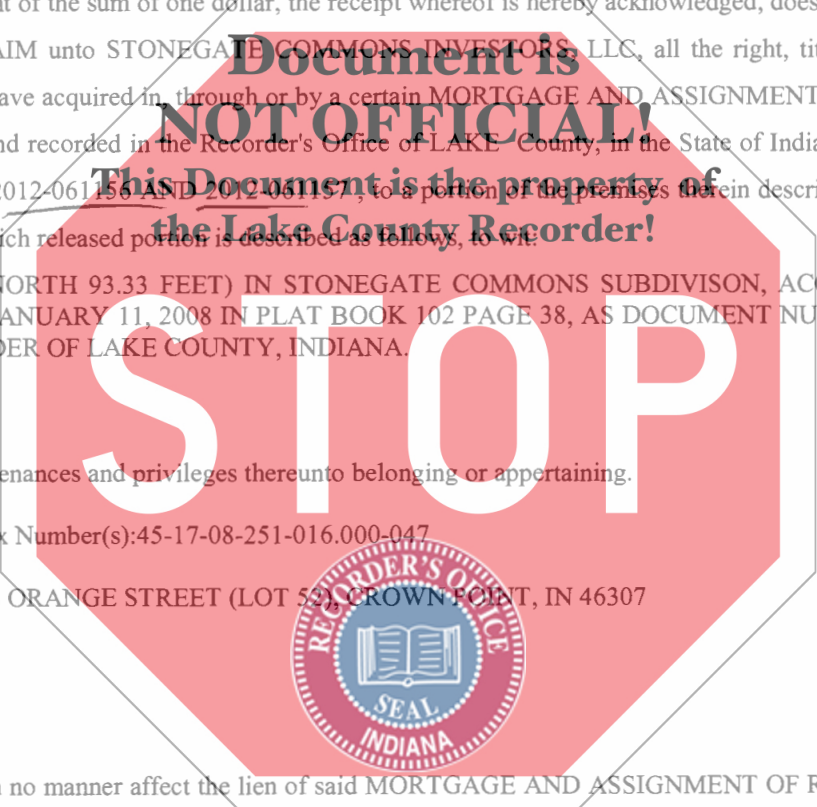 t of the sum of one dollar, the receipt whereof is hereby acknowledged, does
AIM unto STONEGATE COMMONS INVESTORS, LLC, all the right, tit
Document is
ave acquired in, through or by a certain MORTGAGE AND ASSIGNMENT
NOT OFFICIAL!
nd recorded in the Recorder's Office of LAKE County, in the State of India
This Document is the property of
2012-061156 AND 2012-061157, to a portion of the premises therein descri
the Lake County Recorder!
ich released portion is described as follows, to wit:
NORTH 93.33 FEET) IN STONEGATE COMMONS SUBDIVISON, ACC
ANUARY 11, 2008 IN PLAT BOOK 102 PAGE 38, AS DOCUMENT NU
DER OF LAKE COUNTY, INDIANA.
STOP
enances and privileges thereunto belonging or appertaining.
x Number(s):45-17-08-251-016.000-047
ORANGE STREET (LOT 52), CROWN POINT, IN 46307
RECORDER'S OFFICE
SEAL
INDIANA
n no manner affect the lien of said MORTGAGE AND ASSIGNMENT OF R